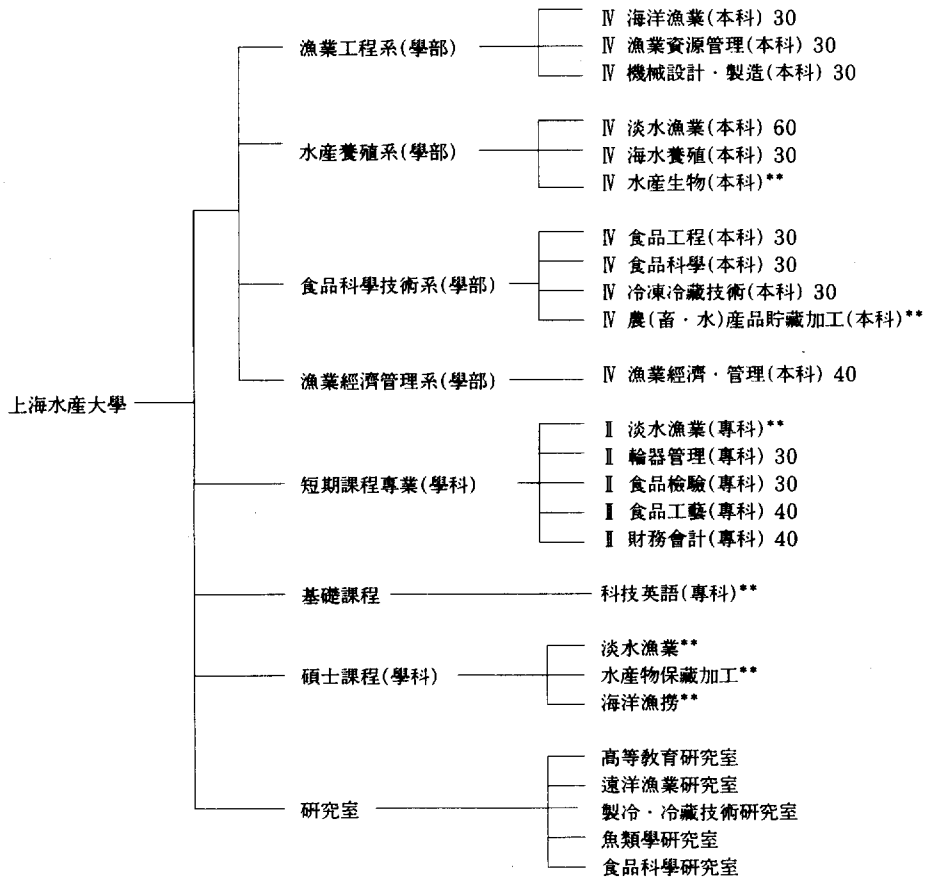 上海水産大學
漁業工程系(學部)
Ⅳ 海洋漁業(本科) 30
Ⅳ 漁業資源管理(本科) 30
Ⅳ 機械設計 · 製造(本科) 30
水産養殖系(學部)
Ⅳ 淡水漁業(本科) 60
Ⅳ 海水養殖(本科) 30
Ⅳ 水産生物(本科)**
食品科學技術系(學部)
Ⅳ 食品工程(本科) 30
Ⅳ 食品科學(本科) 30
Ⅳ 冷凍冷藏技術(本科) 30
Ⅳ 農(畜 · 水)産品貯藏加工(本科)**
漁業經濟管理系(學部)
Ⅳ 漁業經濟 · 管理(本科) 40
短期課程專業(學科)
Ⅱ 淡水漁業(專科)**
Ⅱ 輪器管理(專科) 30
Ⅱ 食品檢驗(專科) 30
Ⅱ 食品工藝(專科) 40
Ⅱ 財務會計(專科) 40
基礎課程
科技英語(專科)**
碩士課程(學科)
淡水漁業**
水産物保藏加工**
海洋漁撈**
研究室
高等教育研究室
遠洋漁業研究室
製冷 · 冷藏技術研究室
魚類學研究室
食品科學研究室